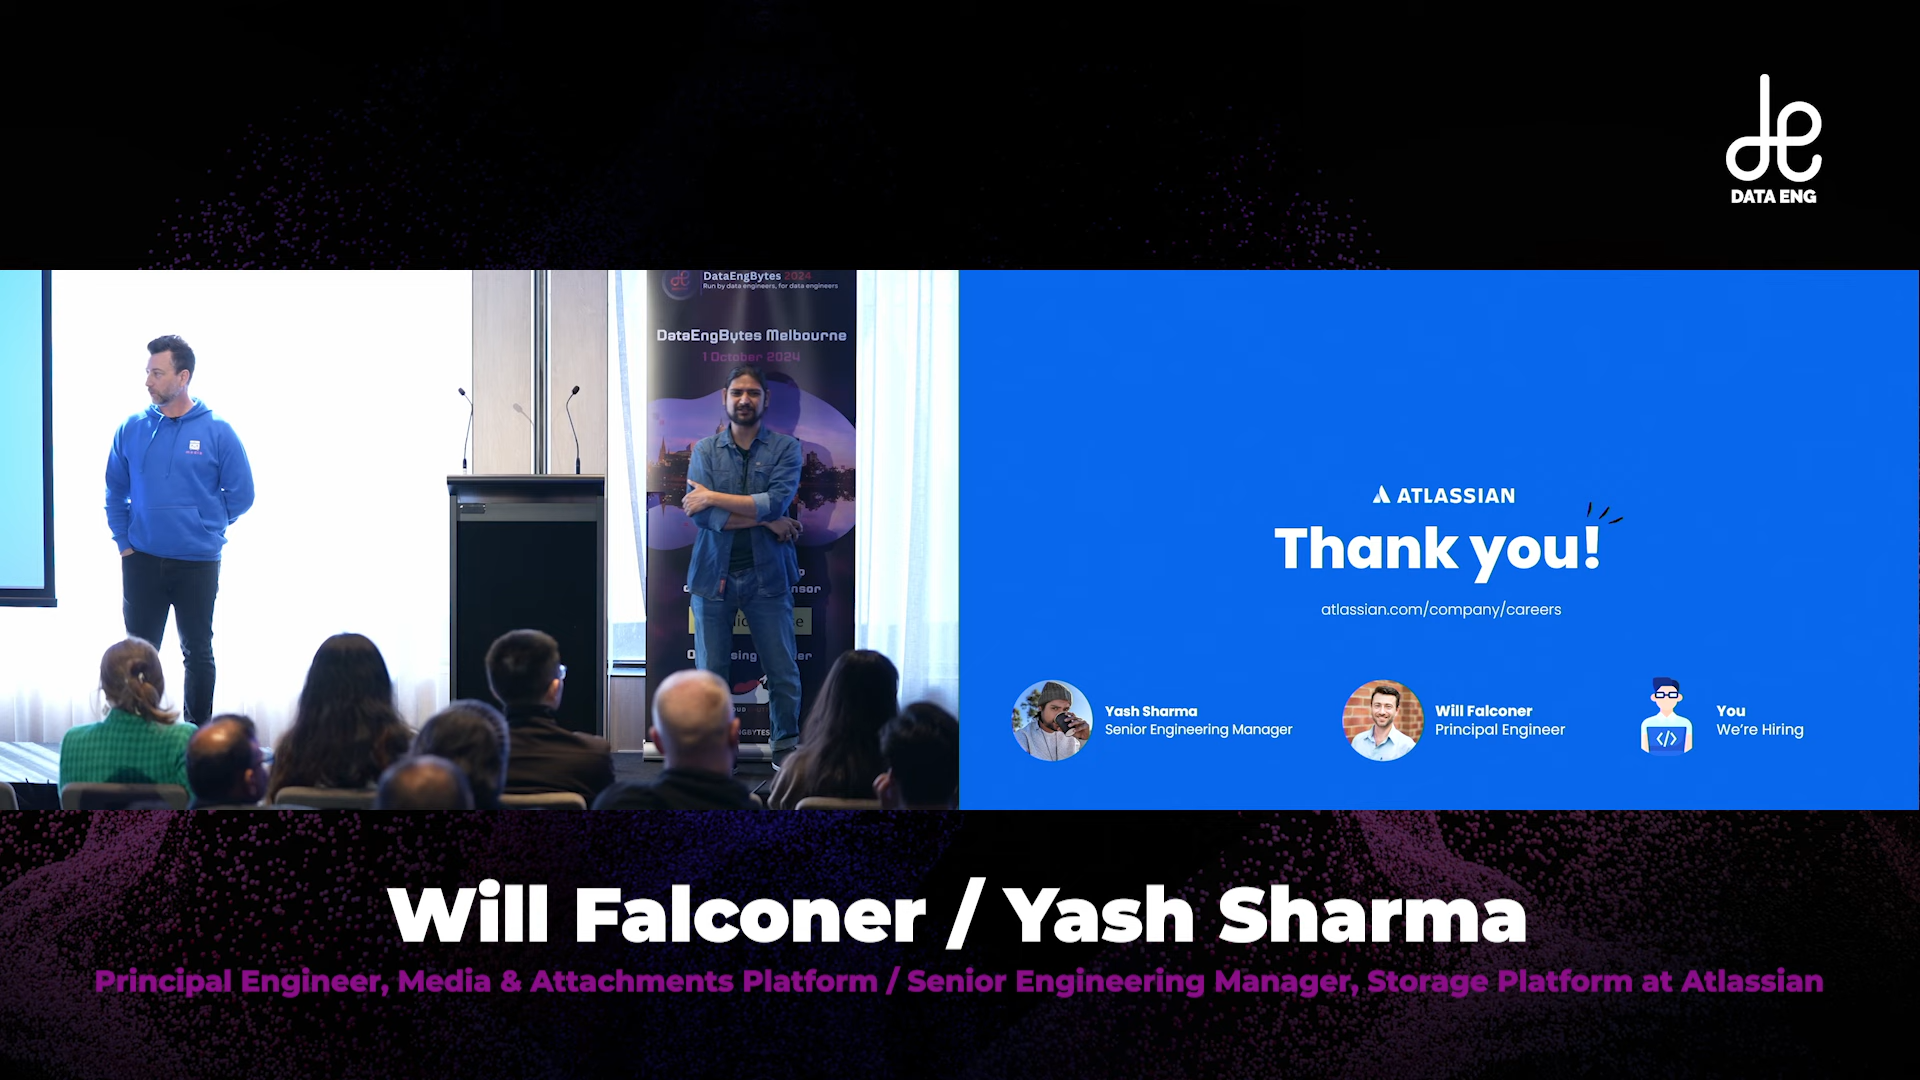 DATA ENG
DataEngBytes 2024
Run by data engineers, for data engineers
DataEngBytes Melbourne
1 October 2024
ATLASSIAN
Thank you!
atlassian.com/company/careers
Yash Sharma
Senior Engineering Manager
Will Falconer
Principal Engineer
You
We're Hiring
Will Falconer / Yash Sharma
Principal Engineer, Media & Attachments Platform / Senior Engineering Manager, Storage Platform at Atlassian